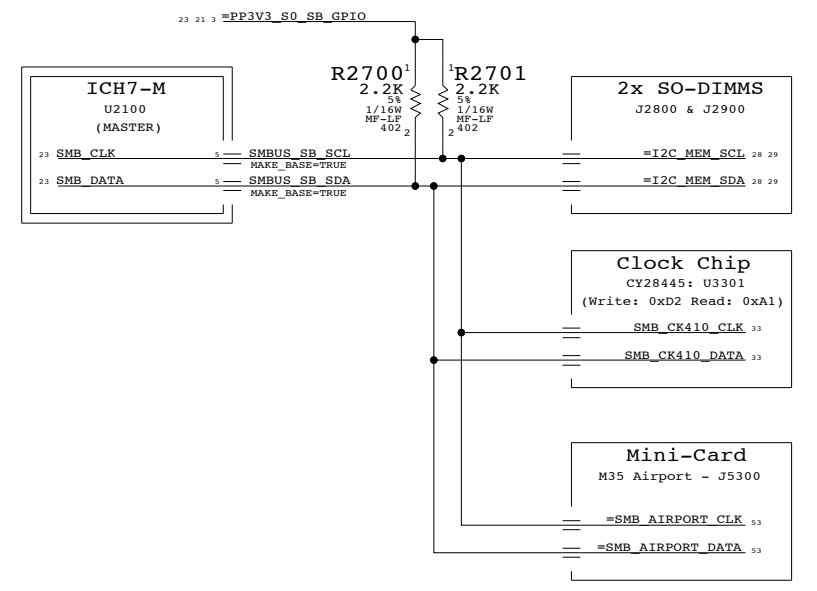 23 21 3 =PP3V3_S0_SB_GPIO
R2700 1
2.2K
5%
1/16W
MF-LF
402
2
1 R2701
2.2K
5%
1/16W
MF-LF
2 402
ICH7-M
U2100
(MASTER)
23 SMB_CLK 5 SMBUS_SB_SCL
MAKE_BASE=TRUE
23 SMB_DATA 5 SMBUS_SB_SDA
MAKE_BASE=TRUE
2x SO-DIMMS
J2800 & J2900
=I2C_MEM_SCL 28 29
=I2C_MEM_SDA 28 29
Clock Chip
CY28445: U3301
(Write: 0xD2 Read: 0xA1)
SMB_CK410_CLK 33
SMB_CK410_DATA 33
Mini-Card
M35 Airport - J5300
=SMB_AIRPORT_CLK 53
=SMB_AIRPORT_DATA 53